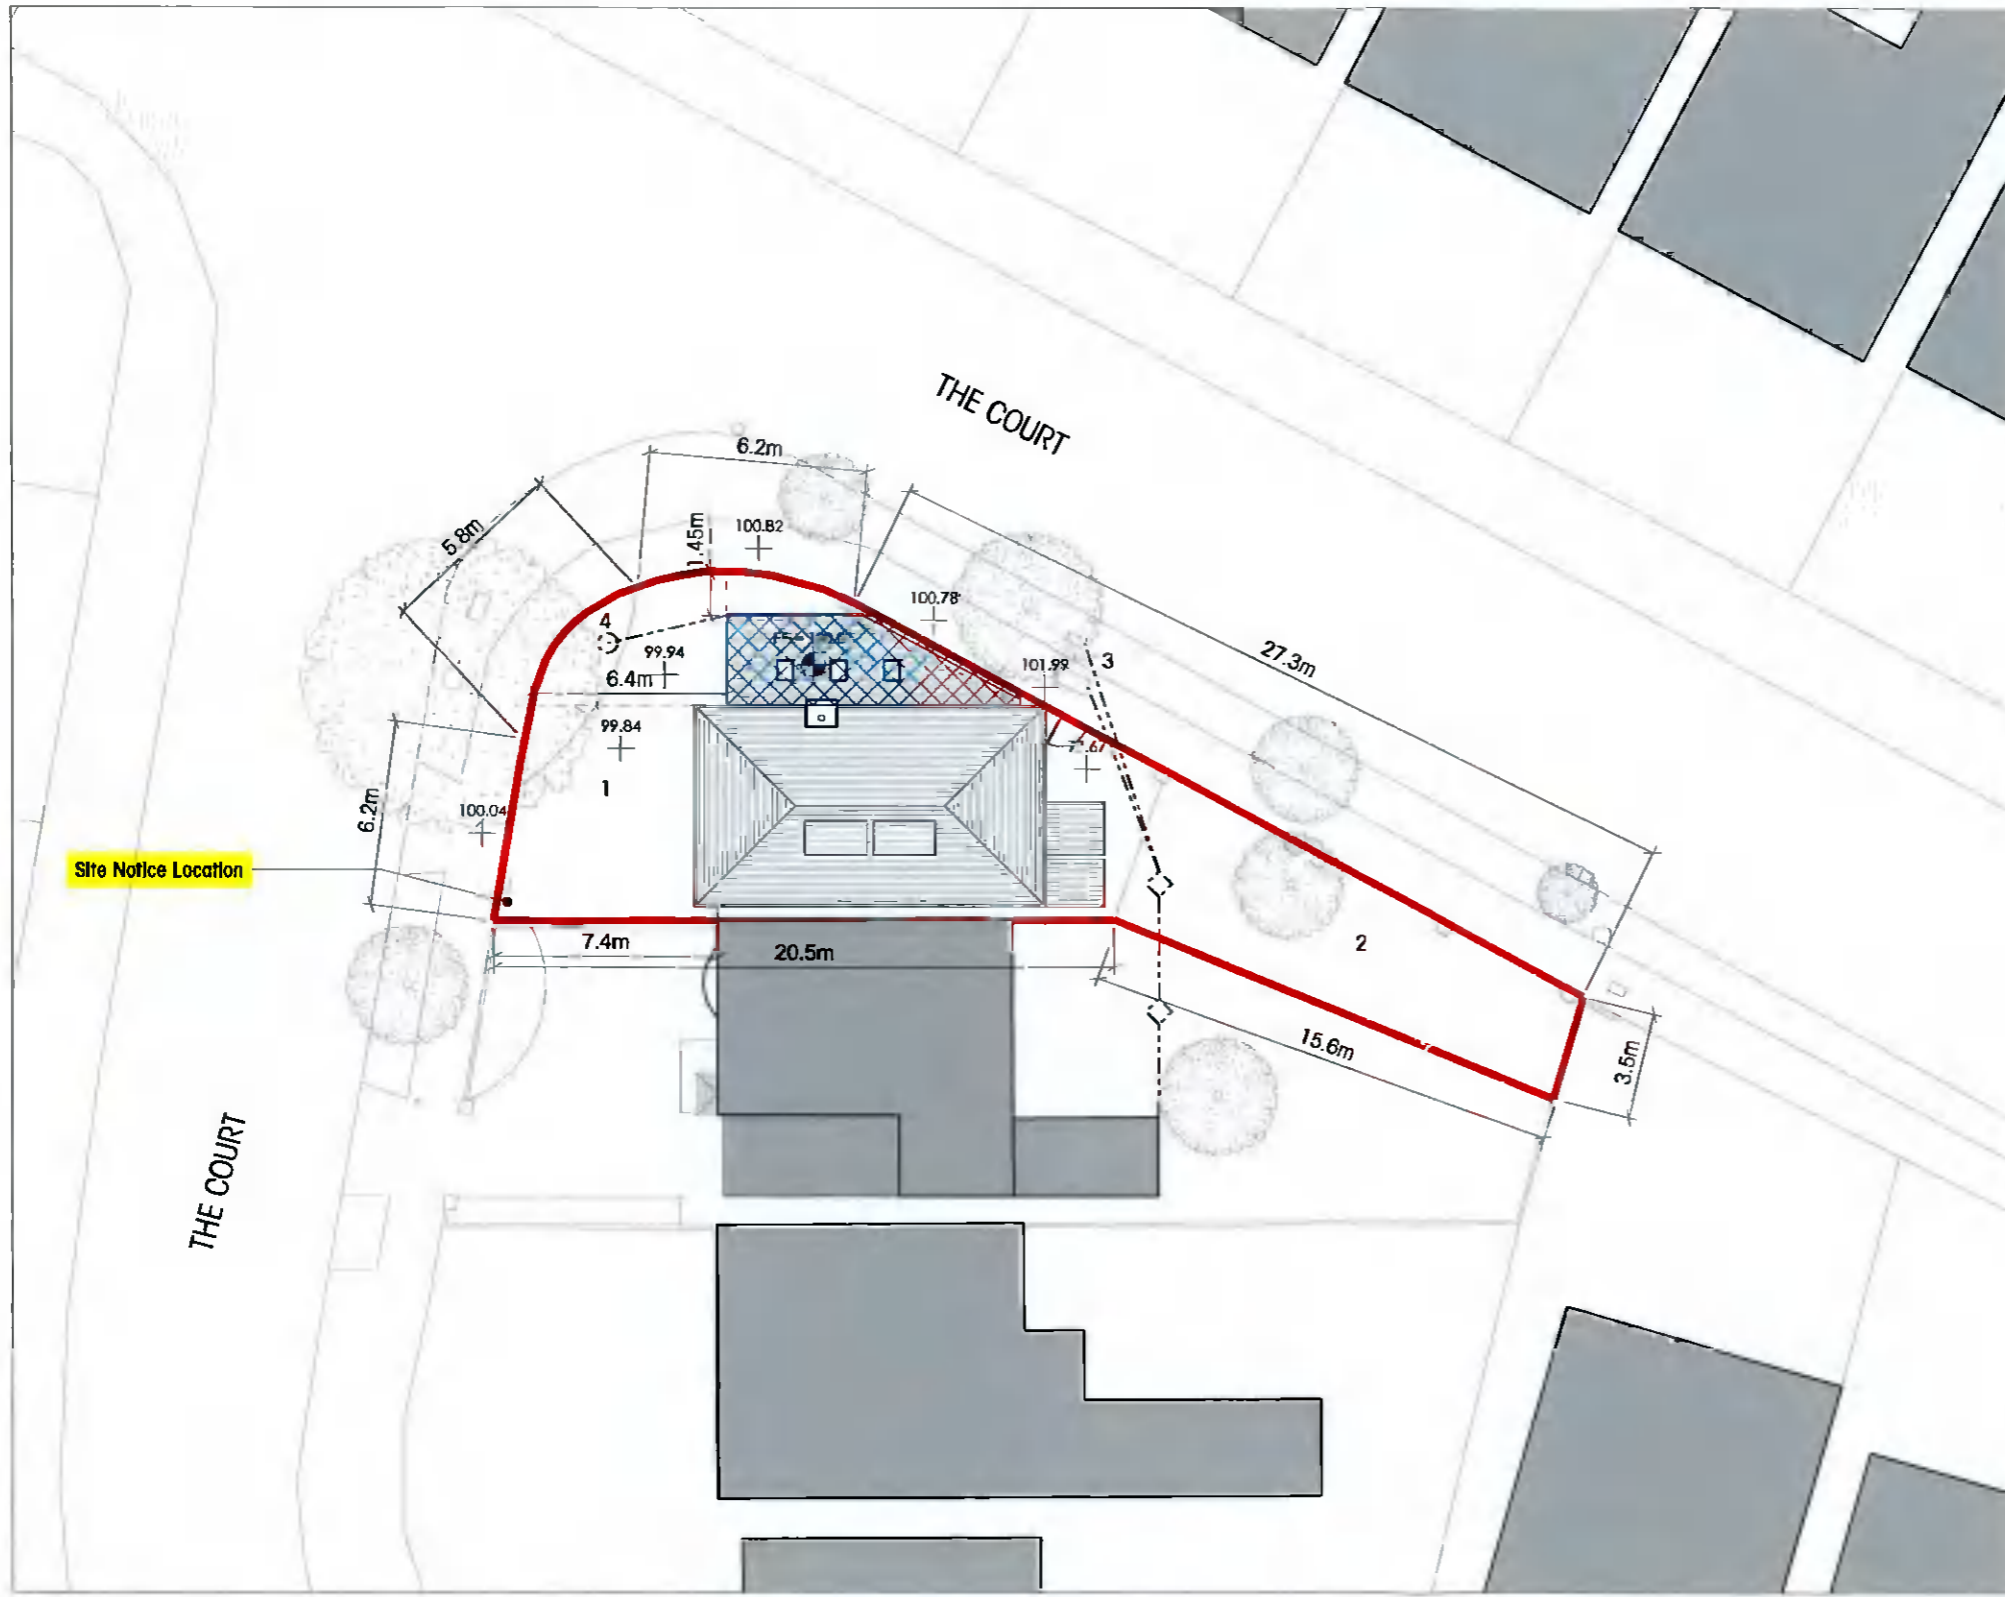 THE COURT
6.2m
5.8m
1.45m
100.82
100.78
27.3m
4
99.94
6.4m
101.99
3
99.84
1
6.2m
100.04
Site Notice Location
7.4m
20.5m
2
15.6m
3.5m
THE COURT